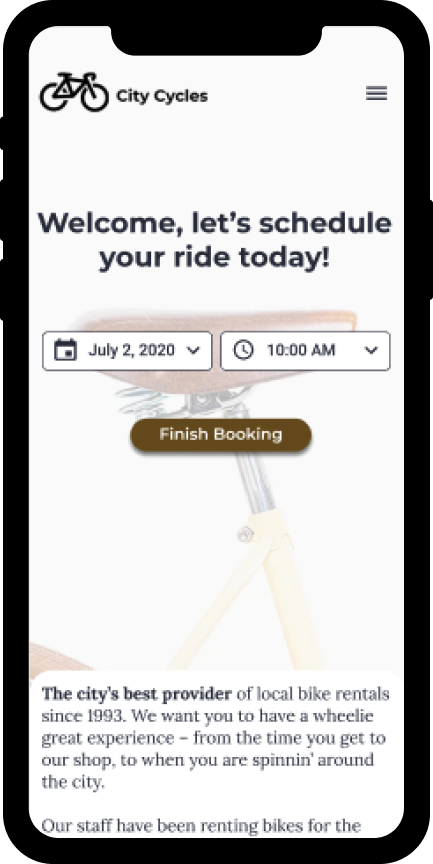 City Cycles
Welcome, let’s schedule
your ride today!
July 2, 2020
10:00 AM
Finish Booking
The city’s best provider of local bike rentals
since 1993. We want you to have a wheelie
great experience – from the time you get to
our shop, to when you are spinnin’ around
the city.
Our staff have been renting bikes for the